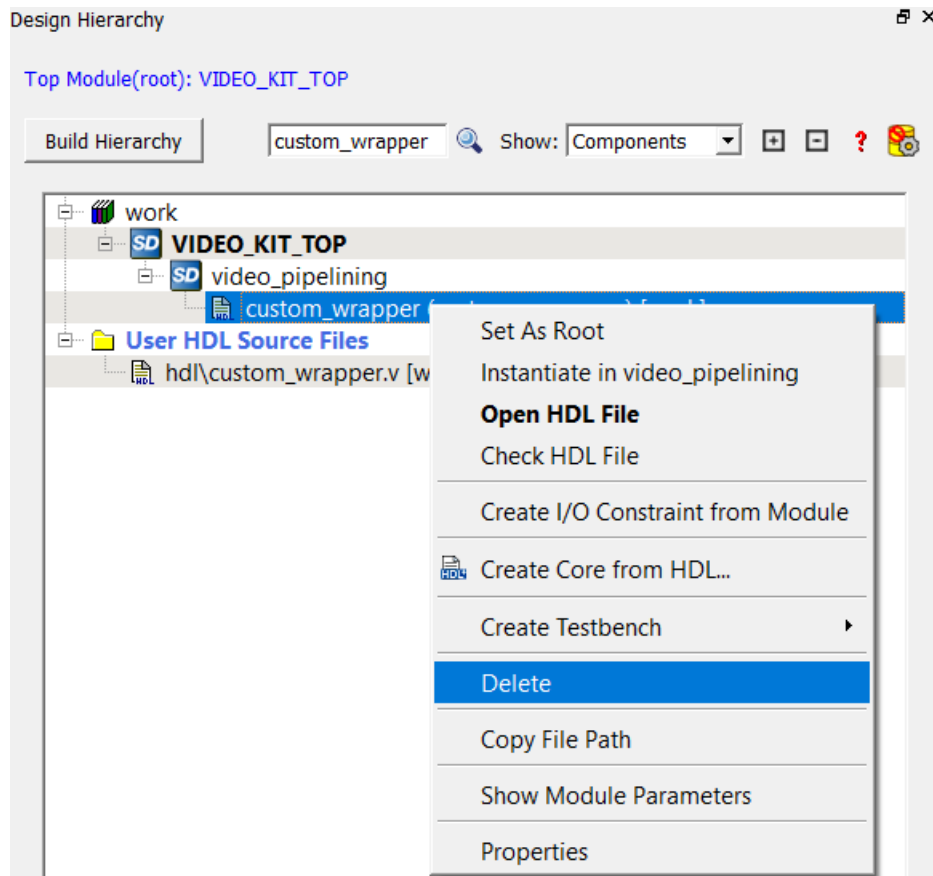 Design Hierarchy
Top Module(root): VIDEO_KIT_TOP
Build Hierarchy custom_wrapper Show: Components
work
SD VIDEO_KIT_TOP
SD video_pipelining
custom_wrapper (
User HDL Source Files
HDL hdl\custom_wrapper.v [w
Set As Root
Instantiate in video_pipelining
Open HDL File
Check HDL File
Create I/O Constraint from Module
HDL+ Create Core from HDL...
Create Testbench
Delete
Copy File Path
Show Module Parameters
Properties